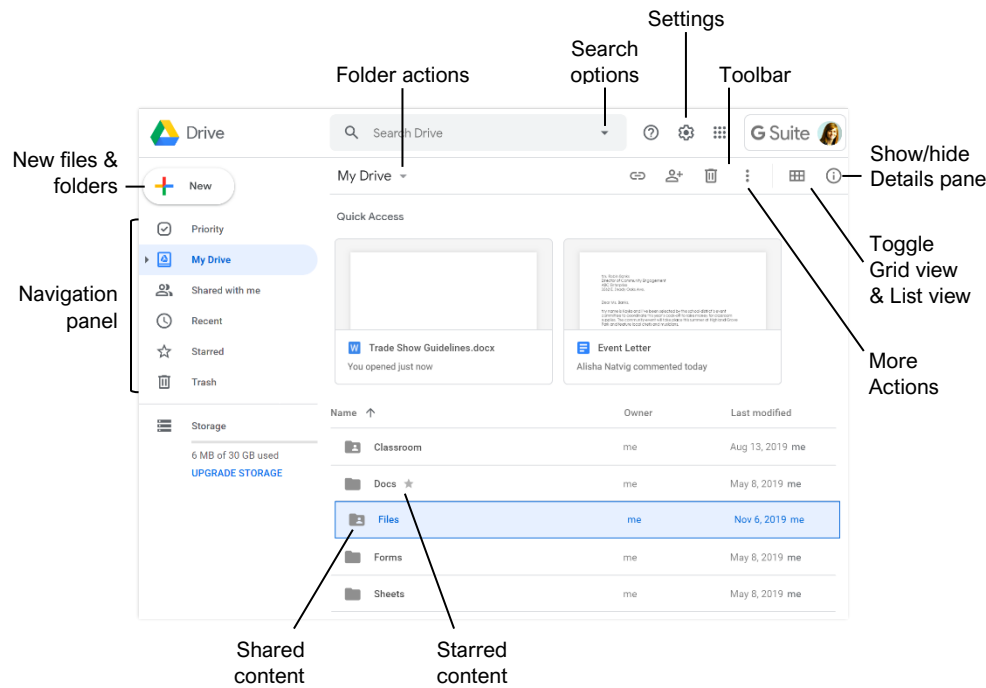 Settings
Search
options
Folder actions
Toolbar
Drive
Search Drive
G Suite
New files &
folders
New
My Drive
Show/hide
Details pane
Quick Access
Navigation
panel
Priority
My Drive
Shared with me
Recent
Starred
Trash
Toggle
Grid view
& List view
Dear Ms. Banks,
W Trade Show Guidelines.docx
You opened just now
Event Letter
Alisha Natvig commented today
More
Actions
Storage
6 MB of 30 GB used
UPGRADE STORAGE
Name Owner Last modified
Classroom me Aug 13, 2019 me
Docs me May 8, 2019 me
Files me Nov 6, 2019 me
Forms me May 8, 2019 me
Sheets me May 8, 2019 me
Shared
content
Starred
content